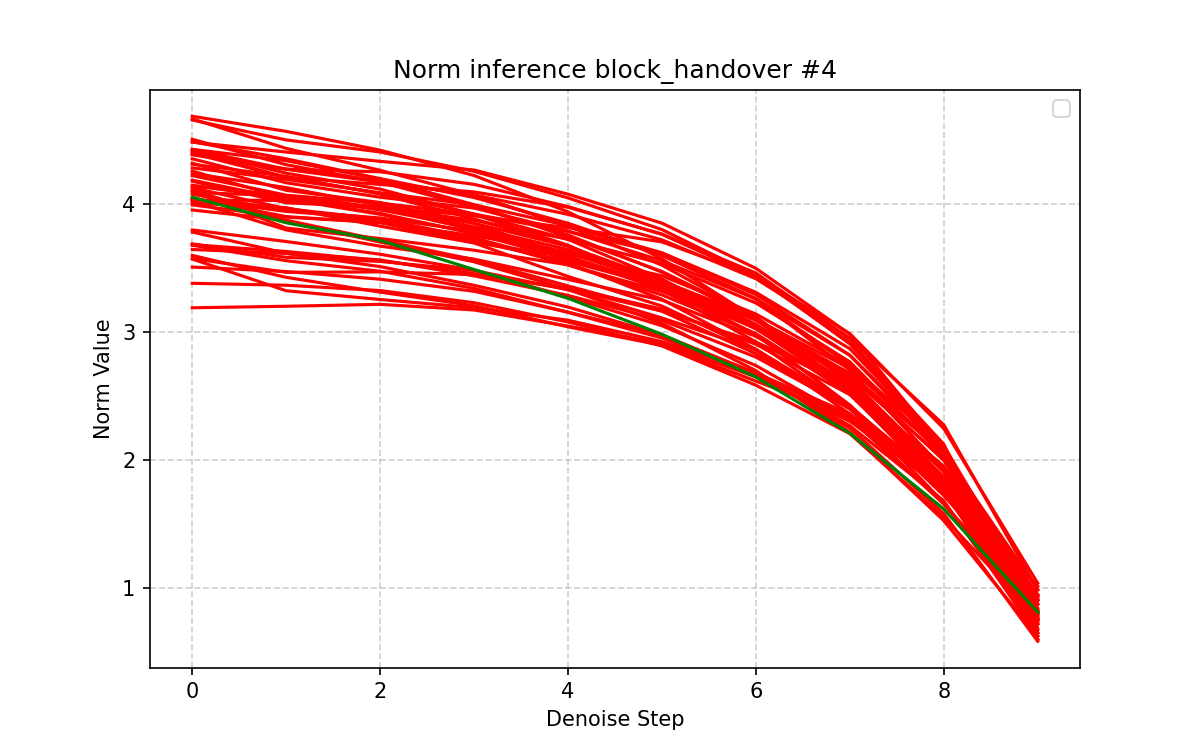 Norm inference block_handover #4
Norm Value
4
3
2
1
0 2 4 6 8
Denoise Step